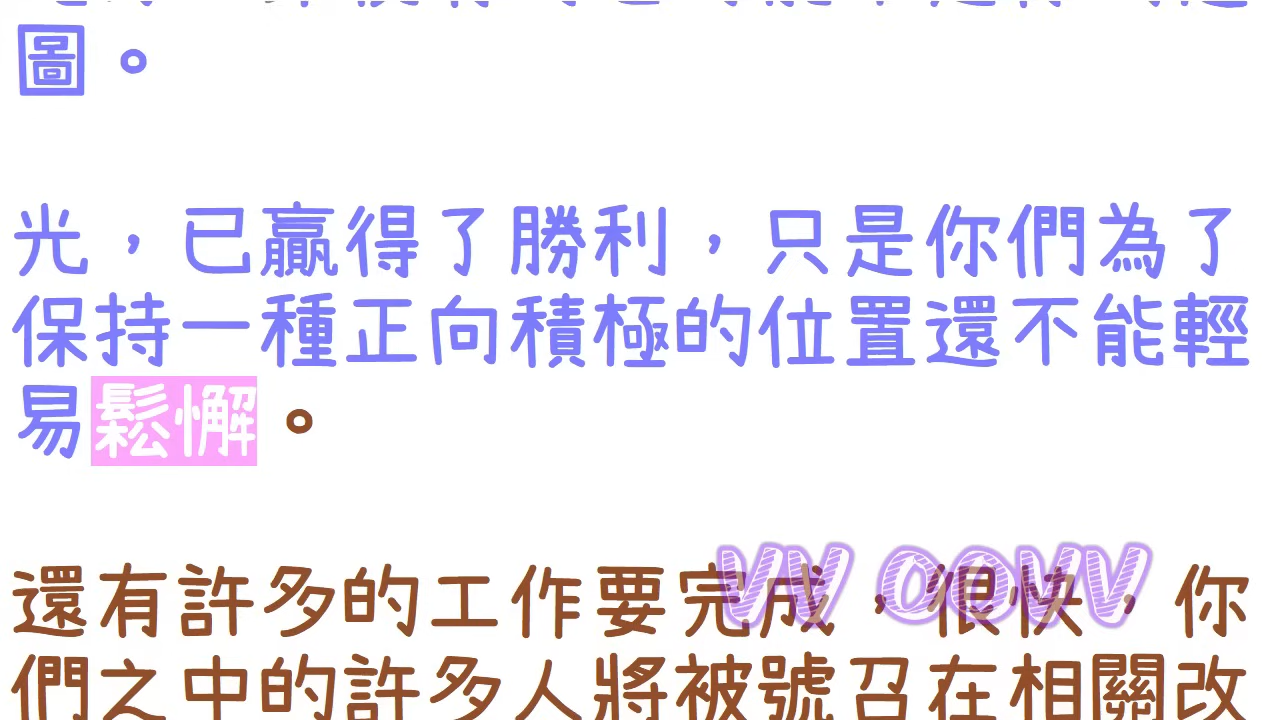 圖。
光，已贏得了勝利，只是你們為了
保持一種正向積極的位置還不能輕
易鬆懈。
還有許多的工作要完成，很快，你
們之中的許多人將被號召在相關改
VV OOVV